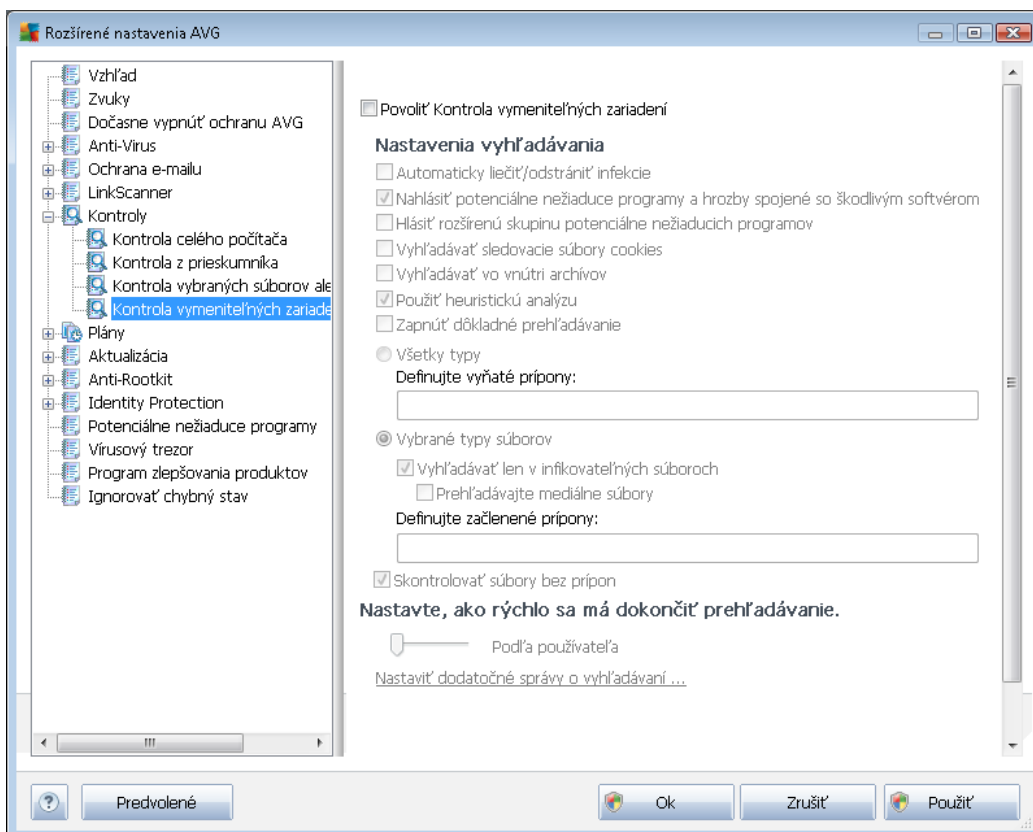 Rozšírené nastavenia AVG
Vzhľad
Zvuky
Dočasne vypnúť ochranu AVG
Anti-Virus
Ochrana e-mailu
LinkScanner
Kontroly
Kontrola celého počítača
Kontrola z prieskumníka
Kontrola vybraných súborov ale
Kontrola vymeniteľných zariade
Plány
Aktualizácia
Anti-Rootkit
Identity Protection
Potenciálne nežiaduce programy
Vírusový trezor
Program zlepšovania produktov
Ignorovať chybný stav
Povoliť Kontrola vymeniteľných zariadení
Nastavenia vyhľadávania
Automaticky liečiť/odstrániť infekcie
Nahlásiť potenciálne nežiaduce programy a hrozby spojené so škodlivým softvérom
Hlásiť rozšírenú skupinu potenciálne nežiaducich programov
Vyhľadávať sledovacie súbory cookies
Vyhľadávať vo vnútri archívov
Použiť heuristickú analýzu
Zapnúť dôkladné prehľadávanie
Všetky typy
Definujte vyňaté prípony:
Vybrané typy súborov
Vyhľadávať len v infikovateľných súboroch
Prehľadávajte mediálne súbory
Definujte začlenené prípony:
Skontrolovať súbory bez prípon
Nastavte, ako rýchlo sa má dokončiť prehľadávanie.
Podľa používateľa
Nastaviť dodatočné správy o vyhľadávaní ...
? Predvolené Ok Zrušiť Použiť